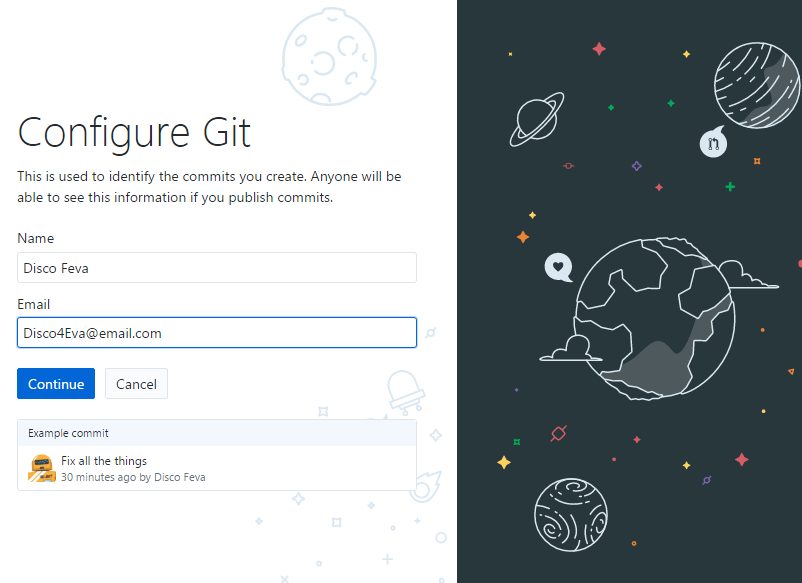 Configure Git
This is used to identify the commits you create. Anyone will be
able to see this information if you publish commits.
Name
Disco Feva
Email
Disco4Eva@email.com
Continue
Cancel
Example commit
Fix all the things
30 minutes ago by Disco Feva